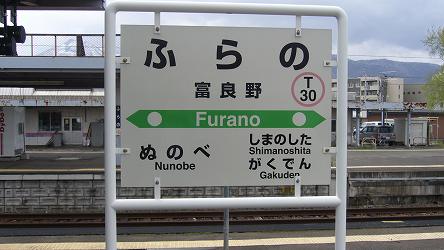 ふらの
富良野
T
30
Furano
ぬのべ
Nunobe
しまのした
Shimanoshita
がくでん
Gakuden